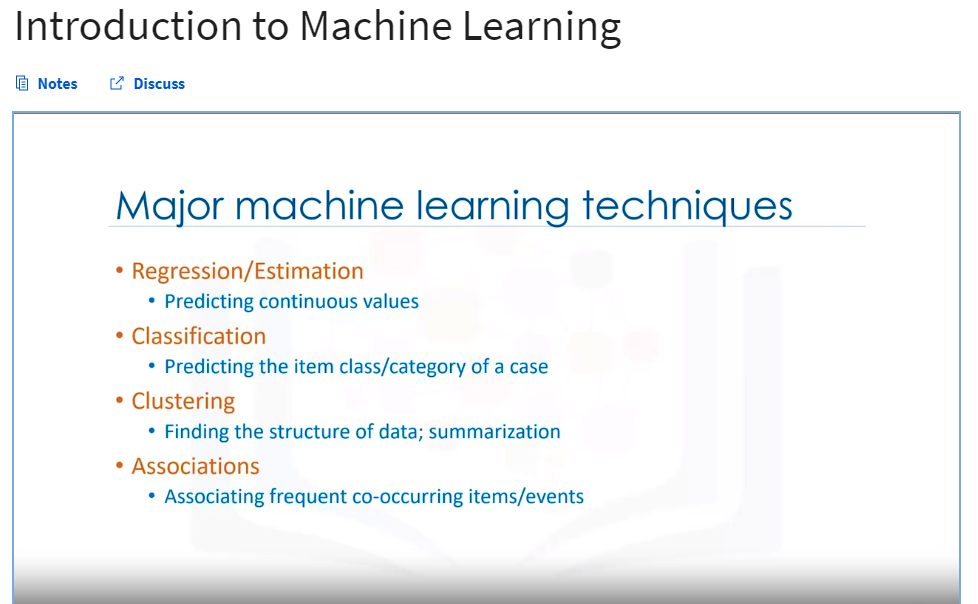 Introduction to Machine Learning
Notes Discuss
Major machine learning techniques
• Regression/Estimation
• Predicting continuous values
• Classification
• Predicting the item class/category of a case
• Clustering
• Finding the structure of data; summarization
• Associations
• Associating frequent co-occurring items/events